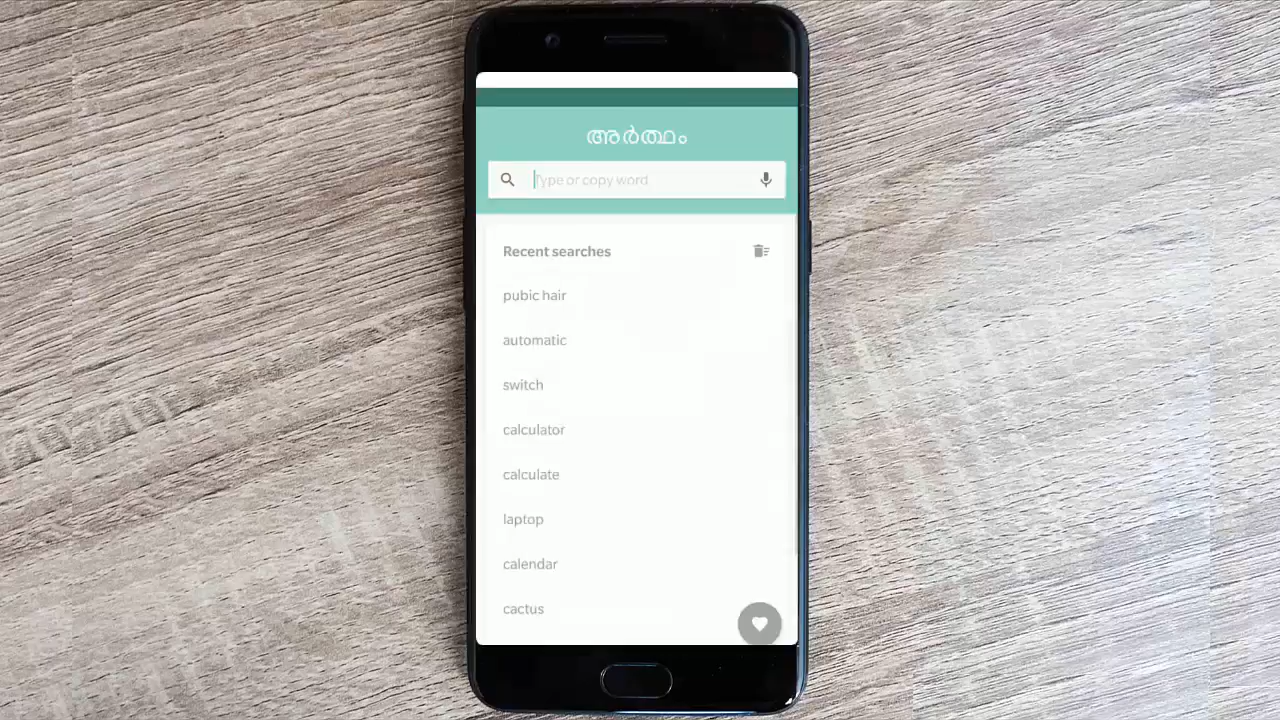 അർത്ഥം
Type or copy word
Recent searches
pubic hair
automatic
switch
calculator
calculate
laptop
calendar
cactus